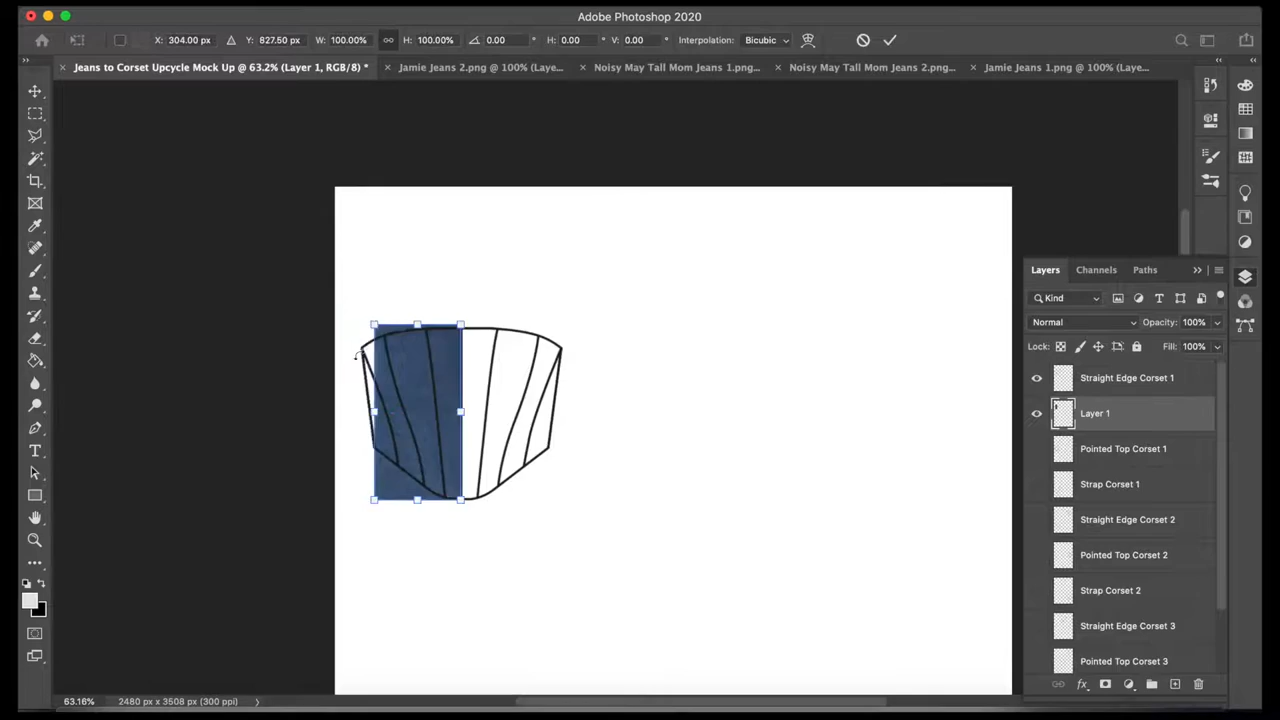 Adobe Photoshop 2020
X: 304.00 px Y: 827.50 px W: 100.00% H: 100.00% 0.00 ° H: 0.00 ° V: 0.00 ° Interpolation: Bicubic
Jeans to Corset Upcycle Mock Up @ 63.2% (Layer 1, RGB/8) * Jamie Jeans 2.png @ 100% (Laye... Noisy May Tall Mom Jeans 1.png... Noisy May Tall Mom Jeans 2.png... Jamie Jeans 1.png @ 100% (Laye...
Layers Channels Paths
Kind
Normal Opacity: 100%
Lock: Fill: 100%
Straight Edge Corset 1
Layer 1
Pointed Top Corset 1
Strap Corset 1
Straight Edge Corset 2
Pointed Top Corset 2
Strap Corset 2
Straight Edge Corset 3
Pointed Top Corset 3
63.16% 2480 px x 3508 px (300 ppi)